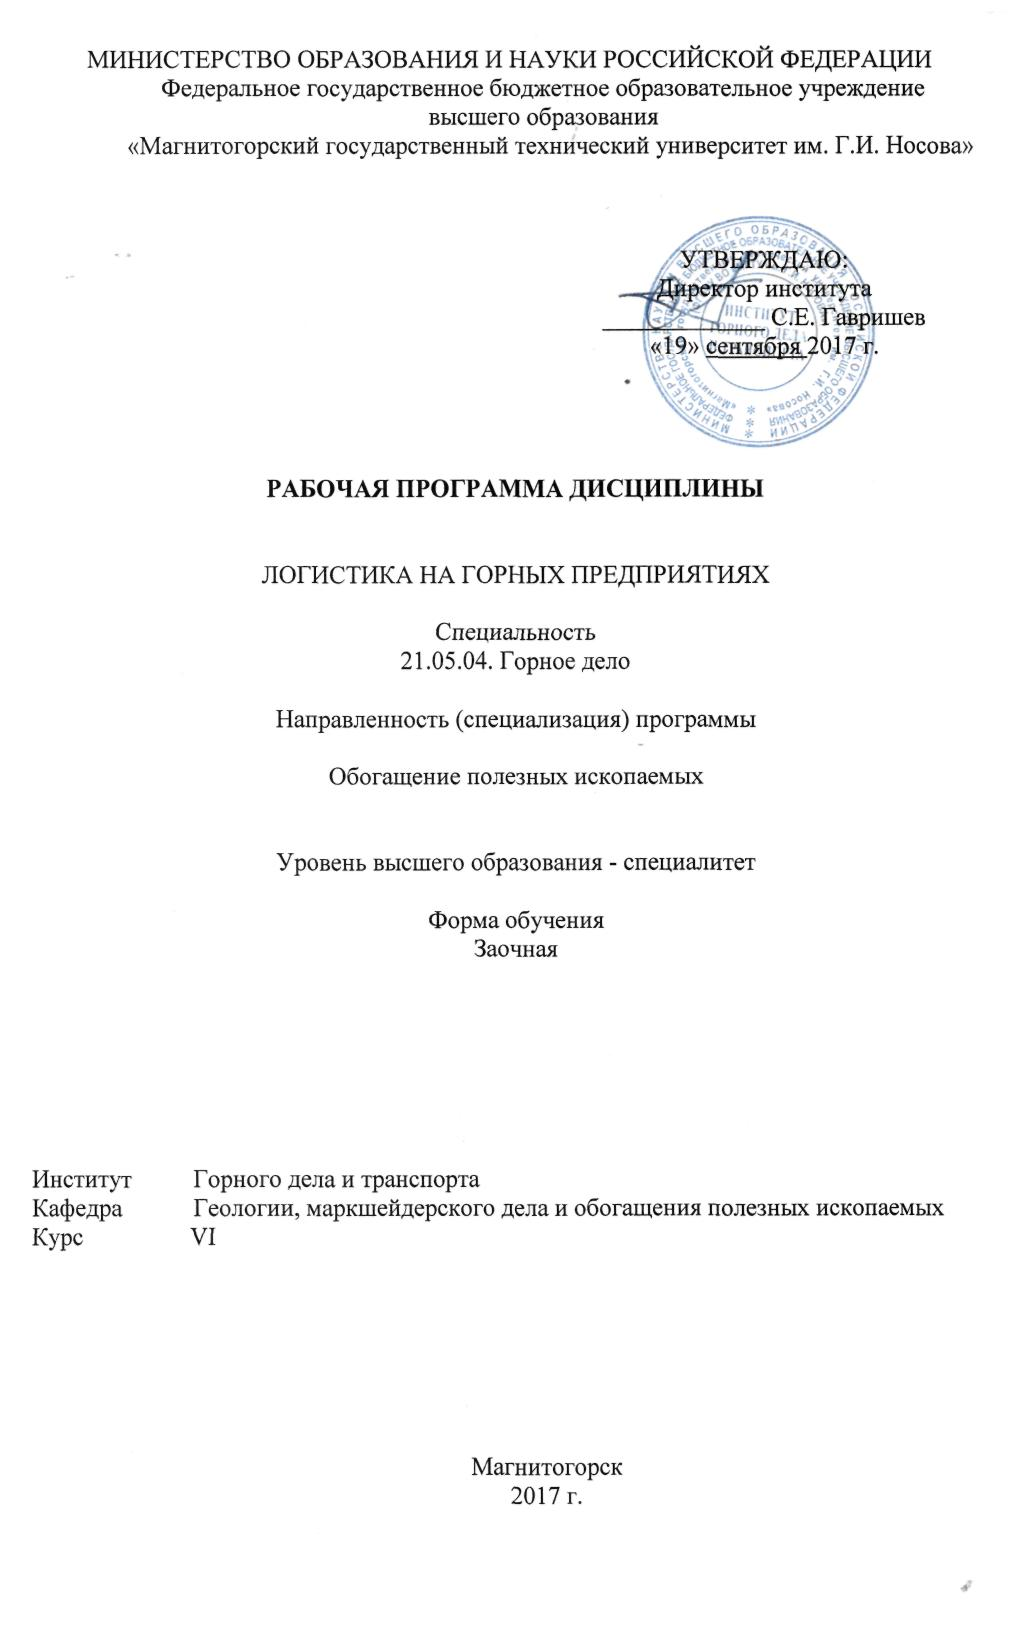 МИНИСТЕРСТВО ОБРАЗОВАНИЯ И НАУКИ РОССИЙСКОЙ ФЕДЕРАЦИИ
Федеральное государственное бюджетное образовательное учреждение
высшего образования
«Магнитогорский государственный технический университет им. Г.И. Носова»
УТВЕРЖДАЮ:
Директор института
С.Е. Гавришев
«19» сентября 2017 г.
РАБОЧАЯ ПРОГРАММА ДИСЦИПЛИНЫ
ЛОГИСТИКА НА ГОРНЫХ ПРЕДПРИЯТИЯХ
Специальность
21.05.04. Горное дело
Направленность (специализация) программы
Обогащение полезных ископаемых
Уровень высшего образования - специалитет
Форма обучения
Заочная
Институт Горного дела и транспорта
Кафедра Геологии, маркшейдерского дела и обогащения полезных ископаемых
Курс VI
Магнитогорск
2017 г.